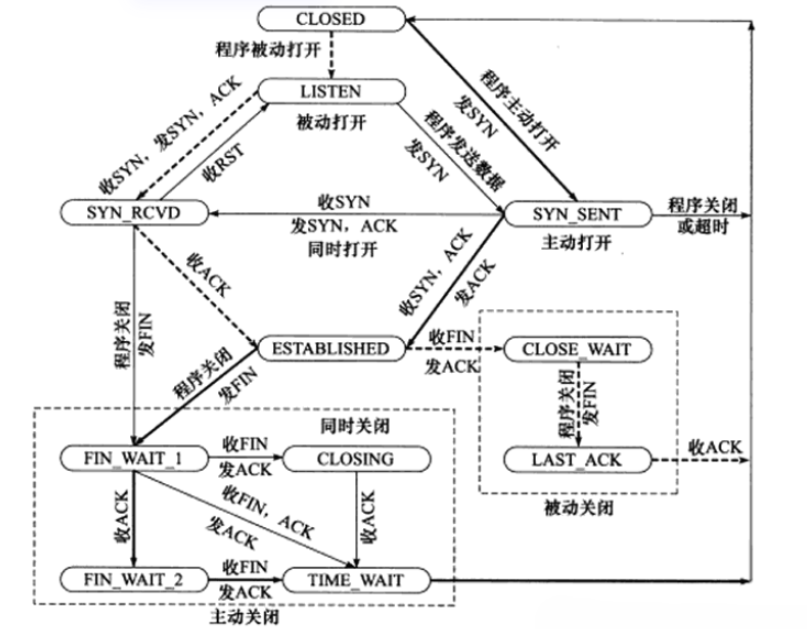 CLOSED
程序被动打开
LISTEN
被动打开
程序主动打开
发SYN
收SYN，发SYN，ACK
收RST
程序发送数据
发SYN
SYN_RCVD
收SYN
发SYN，ACK
同时打开
SYN_SENT
主动打开
程序关闭
或超时
收ACK
收SYN，ACK
发ACK
程序关闭
发FIN
ESTABLISHED
收FIN
发ACK
CLOSE_WAIT
程序关闭
发FIN
程序关闭
发FIN
LAST_ACK
收ACK
被动关闭
同时关闭
FIN_WAIT_1
收FIN
发ACK
CLOSING
收ACK
收FIN，ACK
发ACK
收ACK
FIN_WAIT_2
收FIN
发ACK
TIME_WAIT
主动关闭